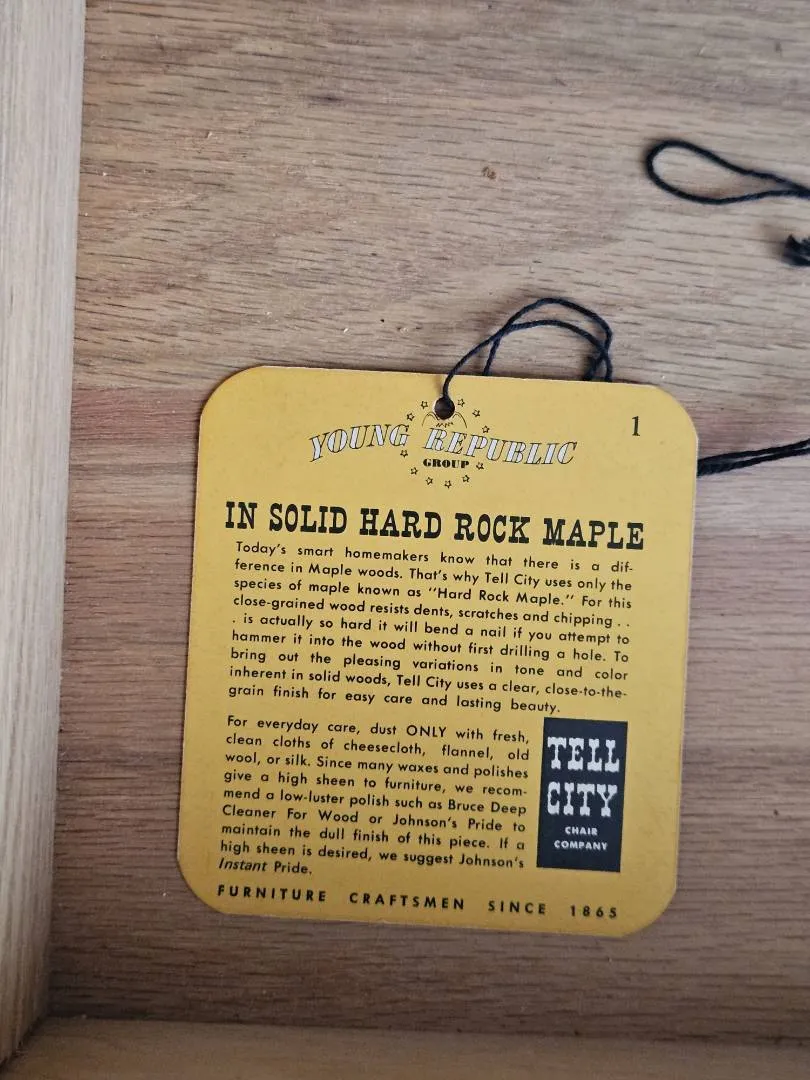 YOUNG REPUBLIC
GROUP
1
IN SOLID HARD ROCK MAPLE
Today's smart homemakers know that there is a dif-
ference in Maple woods. That's why Tell City uses only the
species of maple known as "Hard Rock Maple." For this
close-grained wood resists dents, scratches and chipping . .
. is actually so hard it will bend a nail if you attempt to
hammer it into the wood without first drilling a hole. To
bring out the pleasing variations in tone and color
inherent in solid woods, Tell City uses a clear, close-to-the-
grain finish for easy care and lasting beauty.
For everyday care, dust ONLY with fresh,
clean cloths of cheesecloth, flannel, old
wool, or silk. Since many waxes and polishes
give a high sheen to furniture, we recom-
mend a low-luster polish such as Bruce Deep
Cleaner For Wood or Johnson's Pride to
maintain the dull finish of this piece. If a
high sheen is desired, we suggest Johnson's
Instant Pride.
TELL
CITY
CHAIR
COMPANY
FURNITURE CRAFTSMEN SINCE 1865